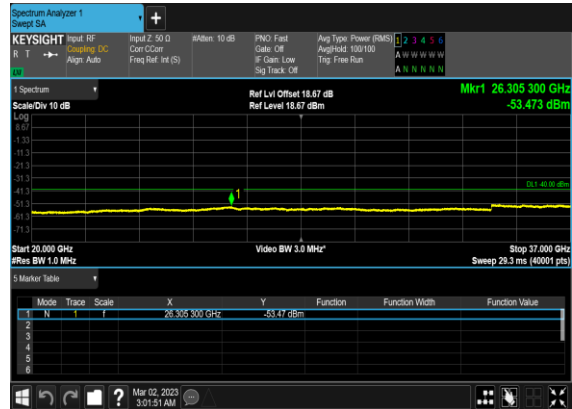 Spectrum Analyzer 1
Swept SA
+
KEYSIGHT Input: RF Input Z: 50 Ω #Atten: 10 dB PNO: Fast Avg Type: Power (RMS) 1 2 3 4 5 6
R T Coupling: DC Corr CCorr Gate: Off Avg|Hold: 100/100 A W W W W W
Align: Auto Freq Ref: Int (S) IF Gain: Low Trig: Free Run A N N N N N
Sig Track: Off
1 Spectrum Ref Lvl Offset 18.67 dB Mkr1 26.305 300 GHz
Scale/Div 10 dB Ref Level 18.67 dBm -53.473 dBm
Log
8.67
-1.33
-11.3
-21.3
-31.3
DL1 -40.00 dBm
-41.3
1
-51.3
-61.3
-71.3
Start 20.000 GHz Video BW 3.0 MHz* Stop 37.000 GHz
#Res BW 1.0 MHz Sweep 29.3 ms (40001 pts)
5 Marker Table
Mode Trace Scale X Y Function Function Width Function Value
1 N 1 f 26.305 300 GHz -53.47 dBm
2
3
4
5
6
? Mar 02, 2023
3:01:51 AM